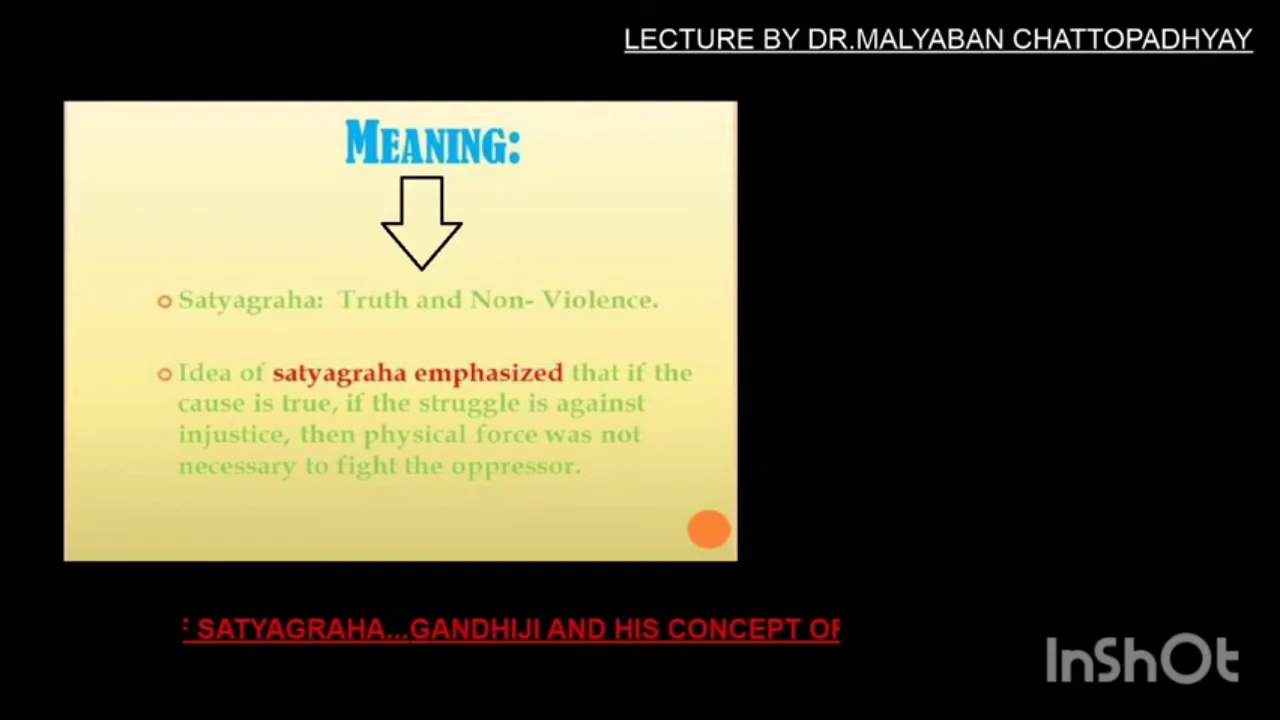 LECTURE BY DR.MALYABAN CHATTOPADHYAY
MEANING:
Satyagraha: Truth and Non- Violence.
Idea of satyagraha emphasized that if the
cause is true, if the struggle is against
injustice, then physical force was not
necessary to fight the oppressor.
SATYAGRAHA...GANDHIJI AND HIS CONCEPT OF
InShOt